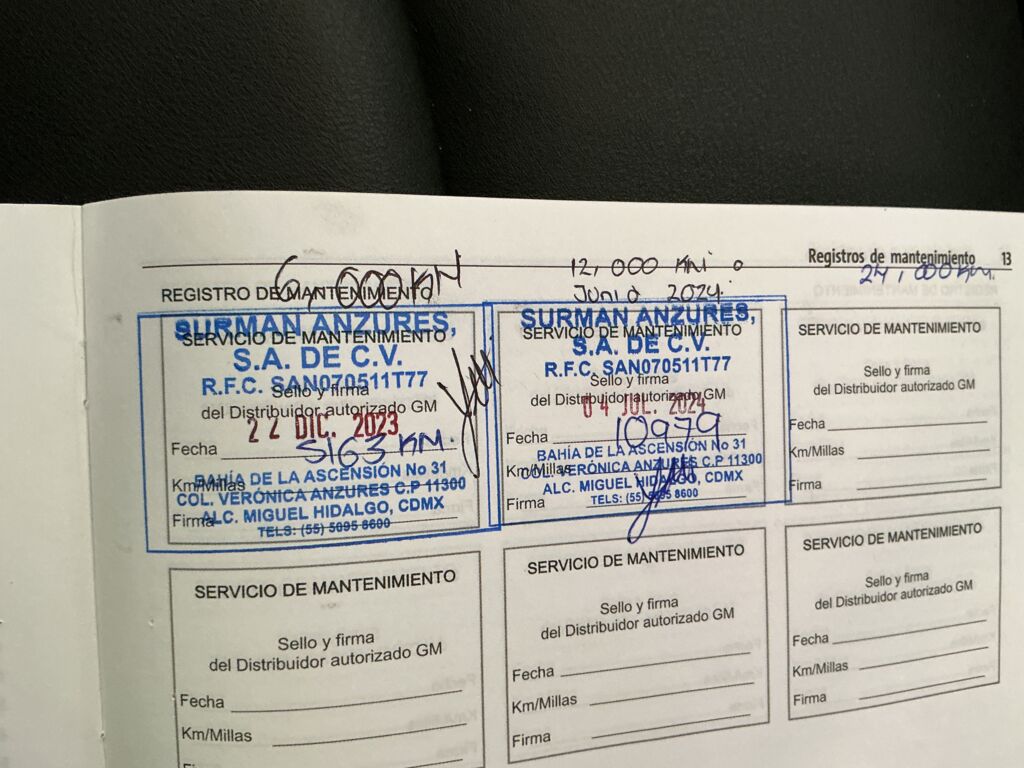 Registros de mantenimiento 13
REGISTRO DE MANTENIMIENTO
6,000 KM
12,000 KM o
Junio 2024.
24,000 Km.
SERVICIO DE MANTENIMIENTO
SURMAN ANZURES,
S.A. DE C.V.
R.F.C. SAN070511T77
Sello y firma
del Distribuidor autorizado GM
22 DIC. 2023
Fecha 5163 KM.
BAHÍA DE LA ASCENSIÓN No 31
Km/Millas
COL. VERÓNICA ANZURES C.P 11300
Firma
ALC. MIGUEL HIDALGO, CDMX
TELS: (55) 5095 8600
SERVICIO DE MANTENIMIENTO
SURMAN ANZURES,
S.A. DE C.V.
R.F.C. SAN070511T77
Sello y firma
del Distribuidor autorizado GM
04 JUL. 2024
Fecha 10979
BAHÍA DE LA ASCENSIÓN No 31
Km/Millas
COL. VERÓNICA ANZURES C.P 11300
ALC. MIGUEL HIDALGO, CDMX
Firma
TELS: (55) 5095 8600
SERVICIO DE MANTENIMIENTO
Sello y firma
del Distribuidor autorizado GM
Fecha
Km/Millas
Firma
SERVICIO DE MANTENIMIENTO
Sello y firma
del Distribuidor autorizado GM
Fecha
Km/Millas
SERVICIO DE MANTENIMIENTO
Sello y firma
del Distribuidor autorizado GM
Fecha
Km/Millas
Firma
SERVICIO DE MANTENIMIENTO
Sello y firma
del Distribuidor autorizado GM
Fecha
Km/Millas
Firma